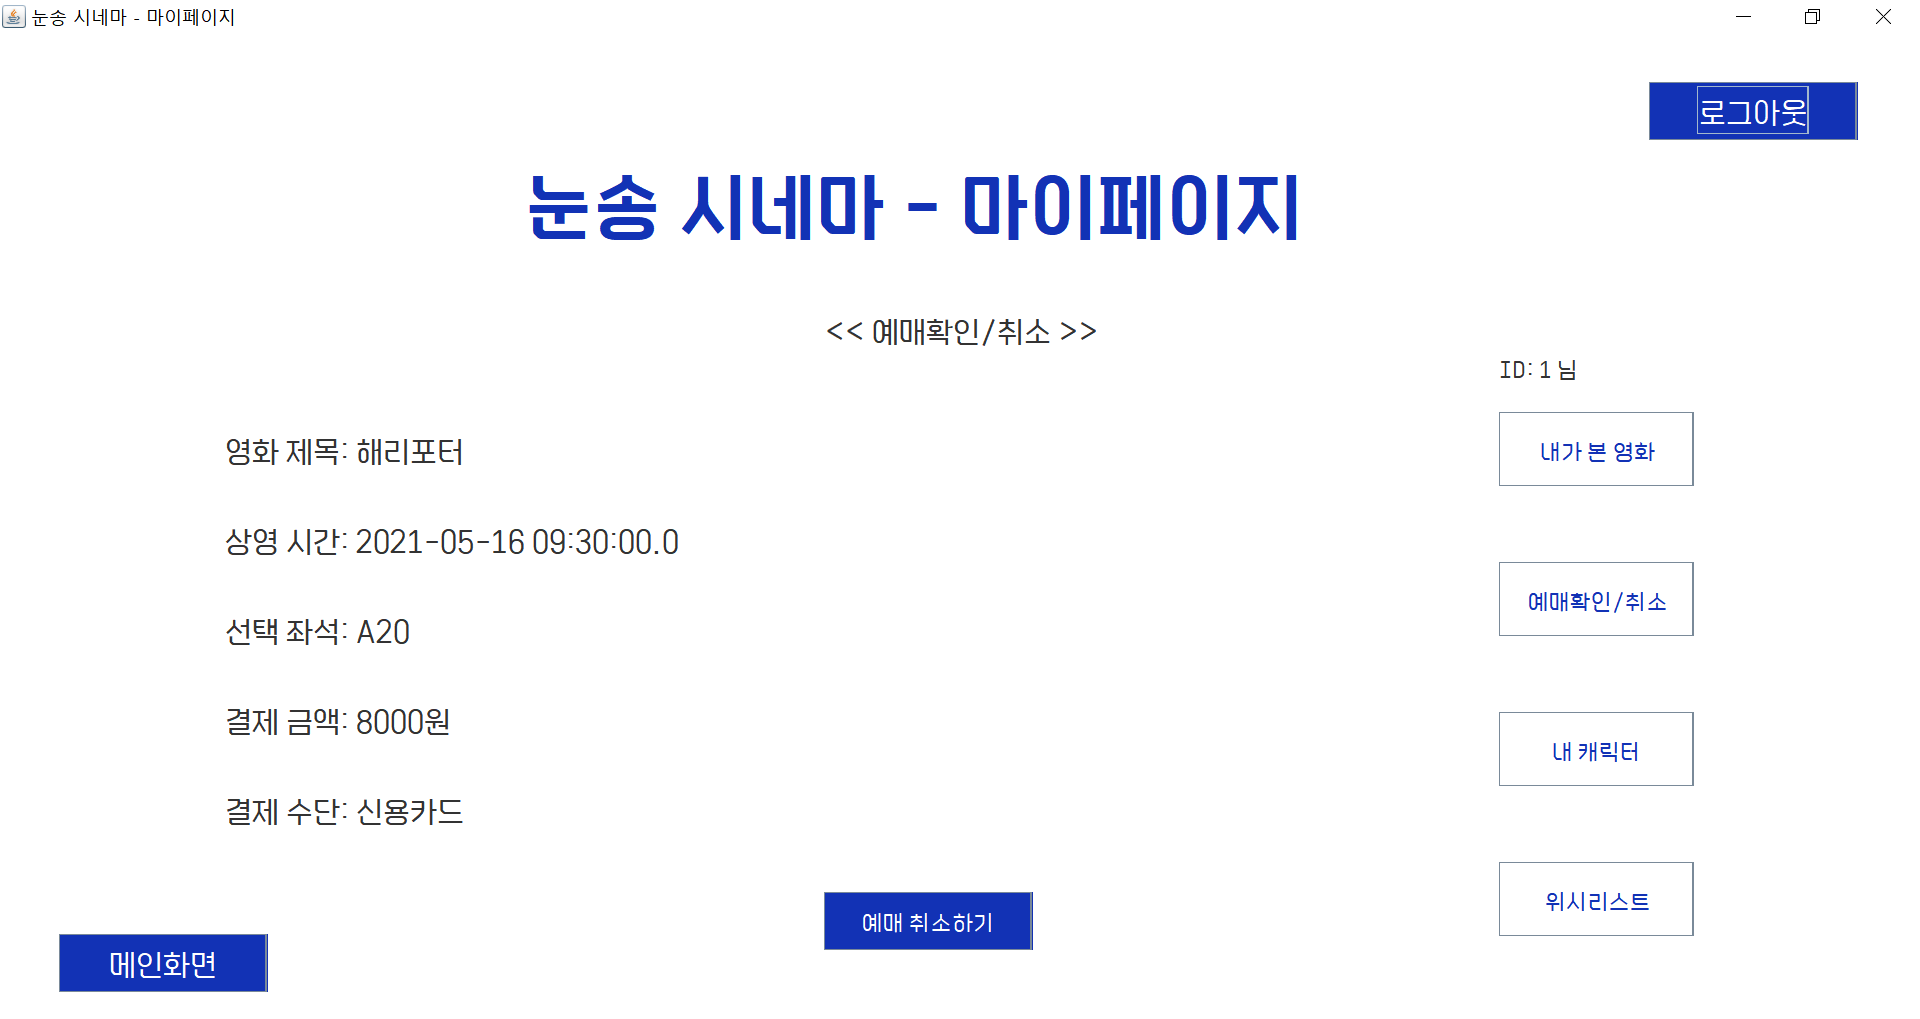 눈송 시네마 - 마이페이지
로그아웃
눈송 시네마 - 마이페이지
<< 예매확인/취소 >>
ID: 1 님
영화 제목: 해리포터
내가 본 영화
상영 시간: 2021-05-16 09:30:00.0
예매확인/취소
선택 좌석: A20
결제 금액: 8000원
내 캐릭터
결제 수단: 신용카드
위시리스트
예매 취소하기
메인화면